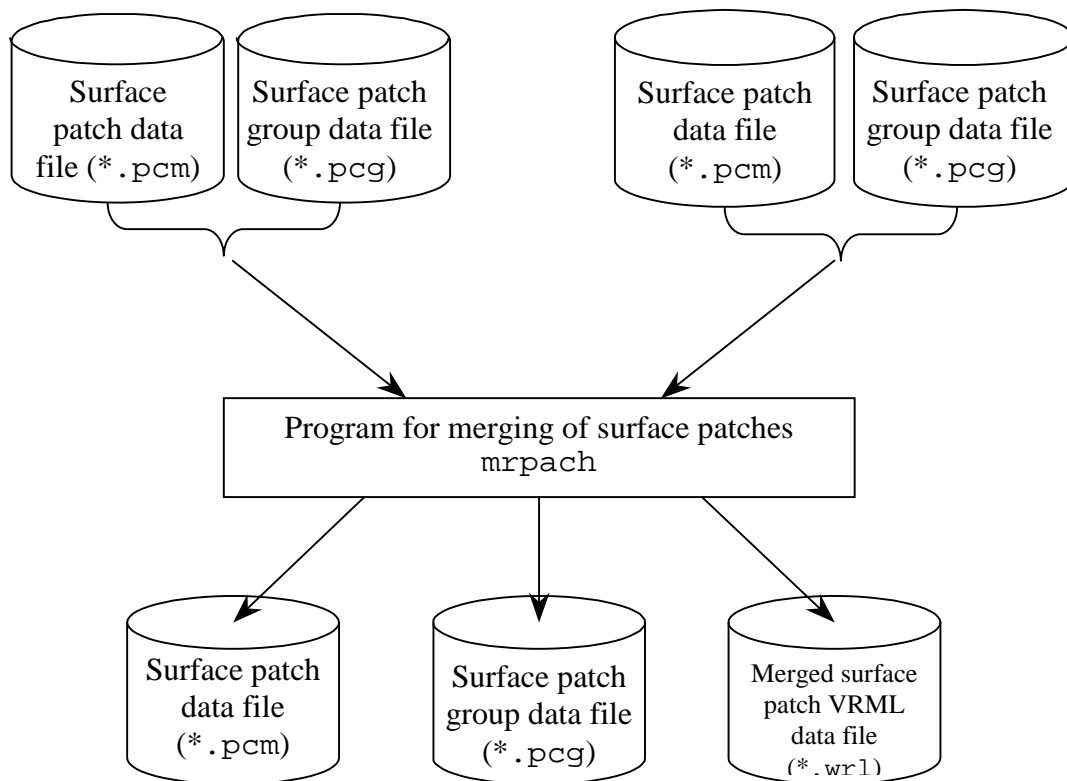 Surface
patch data
file (*.pcm)
Surface patch
group data file
(*.pcg)
Surface patch
data file
(*.pcm)
Surface patch
group data file
(*.pcg)
Program for merging of surface patches
mrpach
Surface patch
data file
(*.pcm)
Surface patch
group data file
(*.pcg)
Merged surface
patch VRML
data file
(*.wrl)